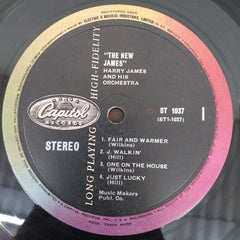 "THE NEW
JAMES"
HARRY JAMES
AND HIS
ORCHESTRA
LONG PLAYING HIGH-FIDELITY
Capitol
RECORDS
STEREO
ST 1037
(ST1-1037)
1
1. FAIR AND WARMER
(Wilkins)
2. J. WALKIN'
(Hill)
3. ONE ON THE HOUSE
(Wilkins)
4. JUST LUCKY
(Hill)
Music Makers
Publ. Co.